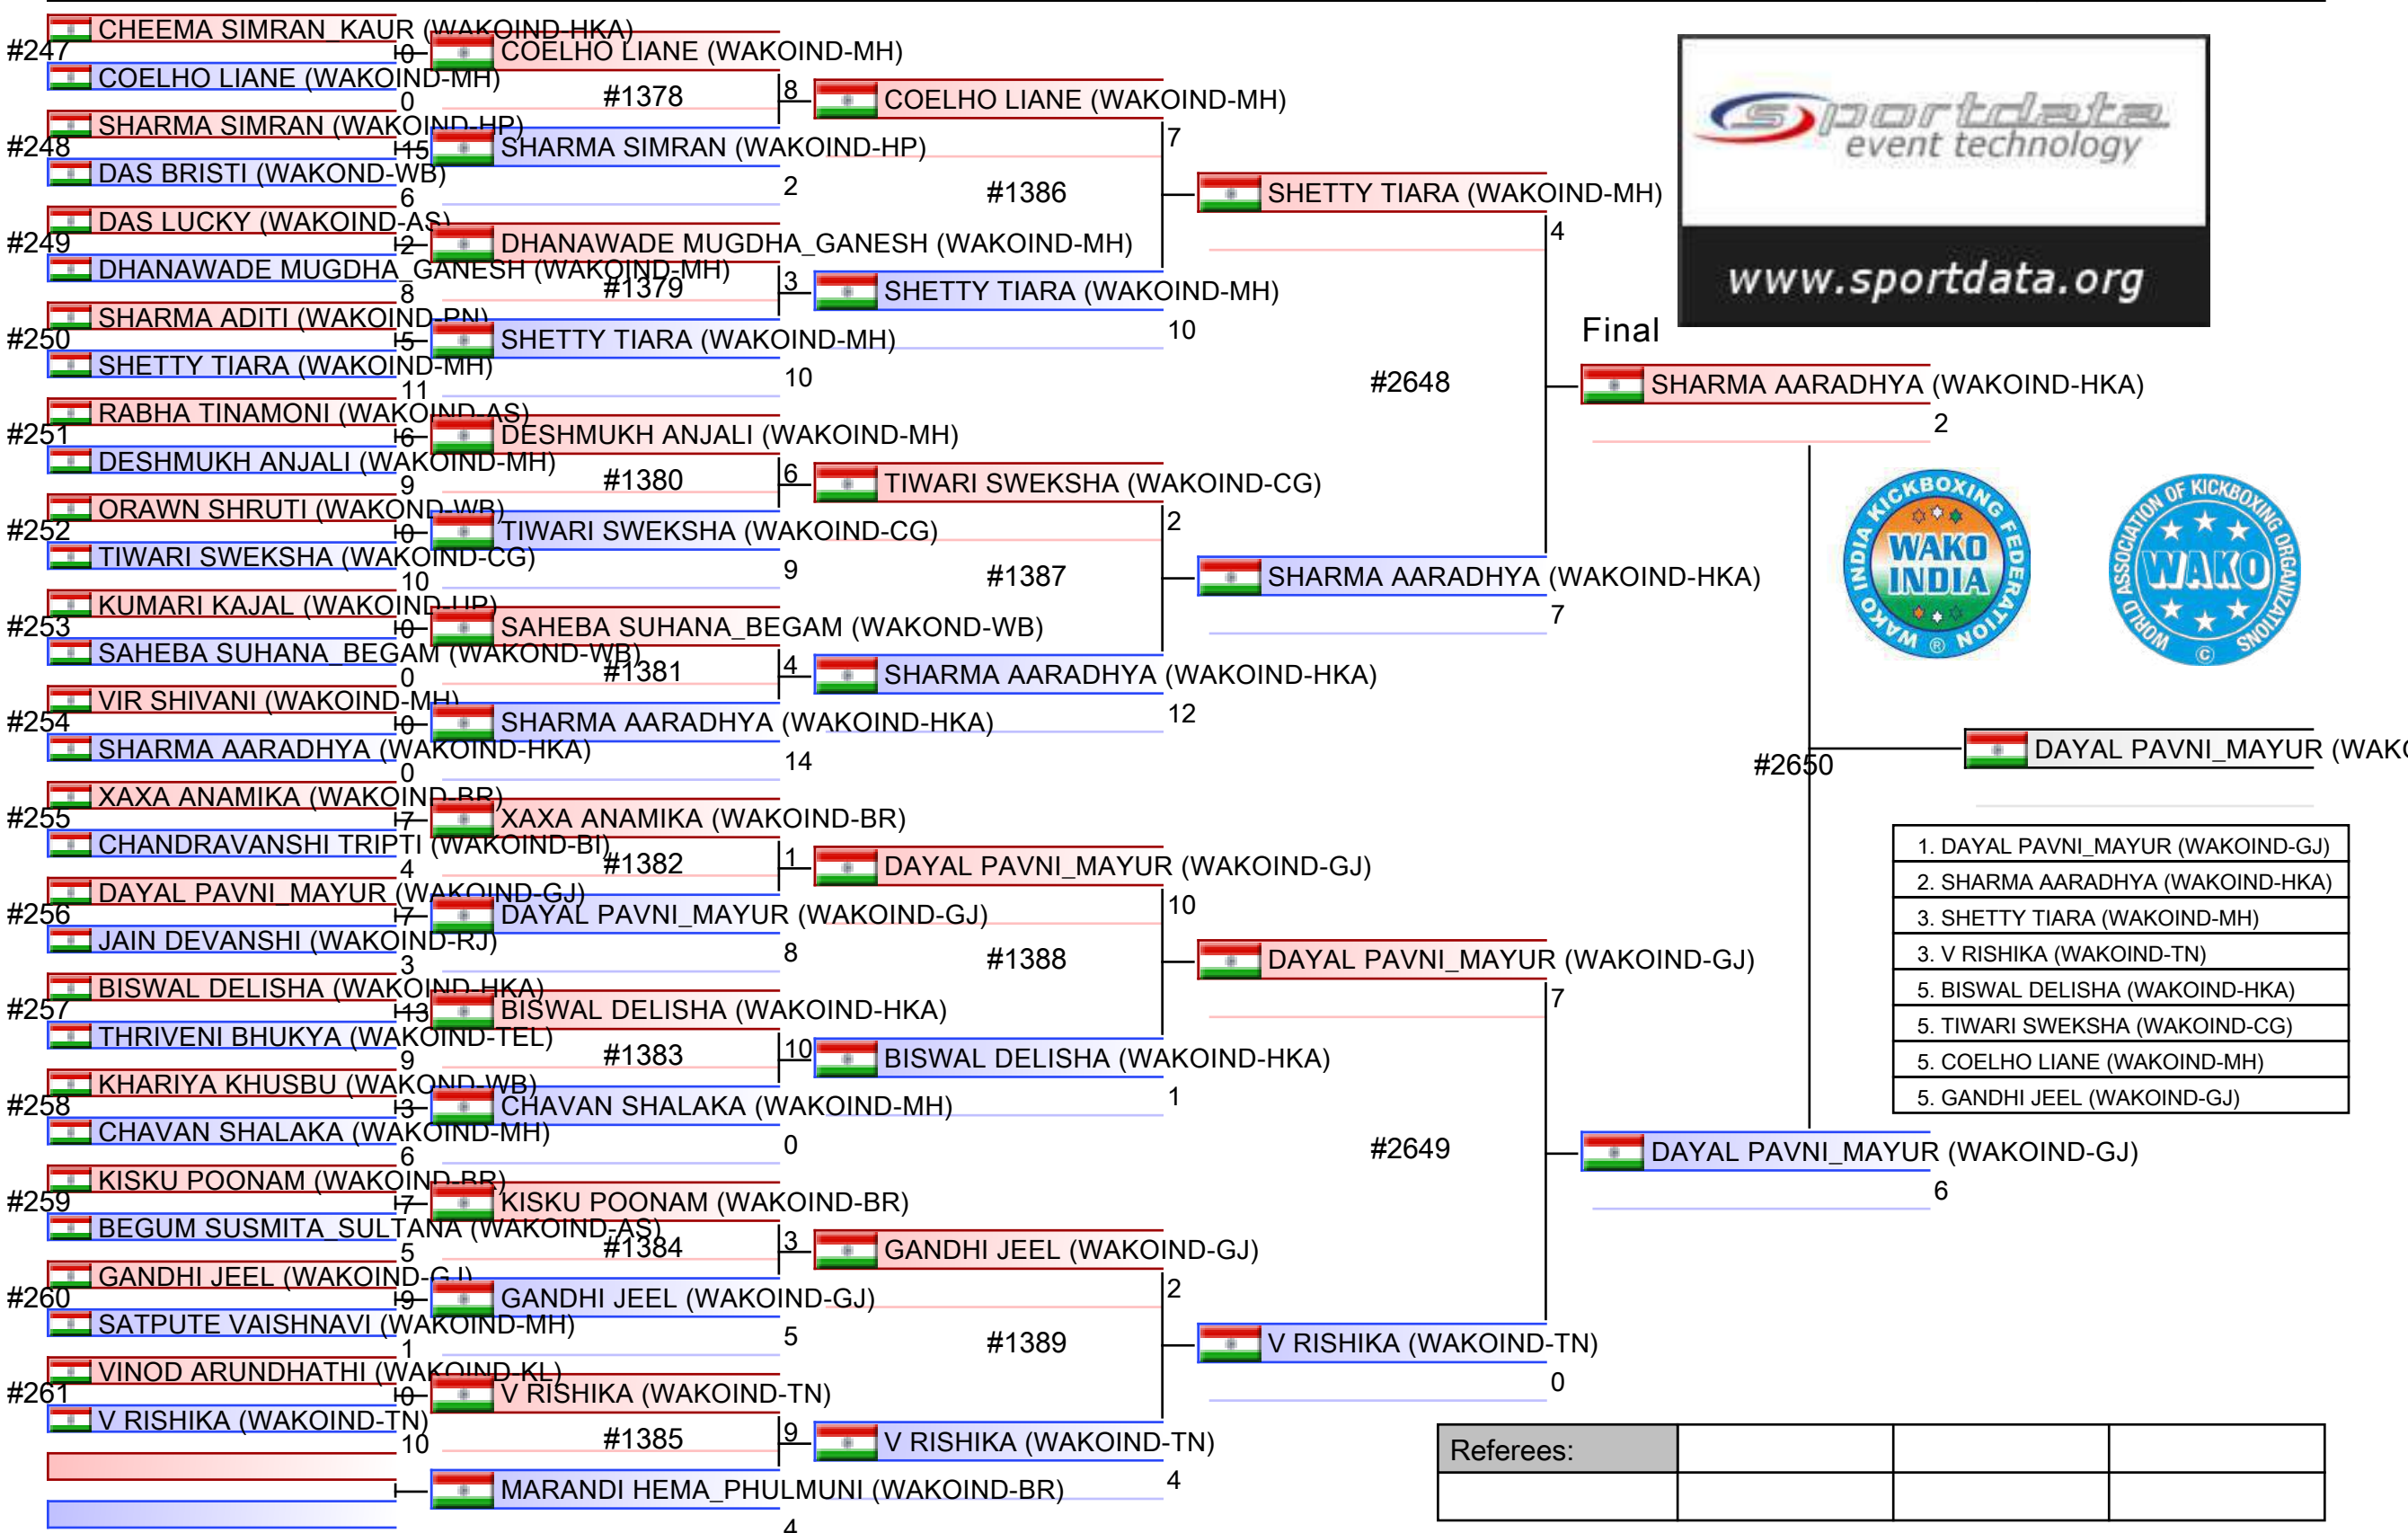 CHEEMA SIMRAN_KAUR (WAKOIND-HKA)
#247
0
COELHO LIANE (WAKOIND-MH)
0
SHARMA SIMRAN (WAKOIND-HP)
#248
15
DAS BRISTI (WAKOND-WB)
6
DAS LUCKY (WAKOIND-AS)
#249
2
DHANAWADE MUGDHA_GANESH (WAKOIND-MH)
8
SHARMA ADITI (WAKOIND-PN)
#250
5
SHETTY TIARA (WAKOIND-MH)
11
RABHA TINAMONI (WAKOIND-AS)
#251
6
DESHMUKH ANJALI (WAKOIND-MH)
9
ORAWN SHRUTI (WAKOND-WB)
#252
0
TIWARI SWEKSHA (WAKOIND-CG)
10
KUMARI KAJAL (WAKOIND-UP)
#253
0
SAHEBA SUHANA_BEGAM (WAKOND-WB)
0
VIR SHIVANI (WAKOIND-MH)
#254
0
SHARMA AARADHYA (WAKOIND-HKA)
0
XAXA ANAMIKA (WAKOIND-BR)
#255
7
CHANDRAVANSHI TRIPTI (WAKOIND-BI)
4
DAYAL PAVNI_MAYUR (WAKOIND-GJ)
#256
7
JAIN DEVANSHI (WAKOIND-RJ)
3
BISWAL DELISHA (WAKOIND-HKA)
#257
13
THRIVENI BHUKYA (WAKOIND-TEL)
9
KHARIYA KHUSBU (WAKOND-WB)
#258
3
CHAVAN SHALAKA (WAKOIND-MH)
6
KISKU POONAM (WAKOIND-BR)
#259
7
BEGUM SUSMITA_SULTANA (WAKOIND-AS)
5
GANDHI JEEL (WAKOIND-GJ)
#260
9
SATPUTE VAISHNAVI (WAKOIND-MH)
1
VINOD ARUNDHATHI (WAKOIND-KL)
#261
0
V RISHIKA (WAKOIND-TN)
10
COELHO LIANE (WAKOIND-MH)
8
#1378
SHARMA SIMRAN (WAKOIND-HP)
2
DHANAWADE MUGDHA_GANESH (WAKOIND-MH)
3
#1379
SHETTY TIARA (WAKOIND-MH)
10
DESHMUKH ANJALI (WAKOIND-MH)
6
#1380
TIWARI SWEKSHA (WAKOIND-CG)
9
SAHEBA SUHANA_BEGAM (WAKOND-WB)
4
#1381
SHARMA AARADHYA (WAKOIND-HKA)
14
XAXA ANAMIKA (WAKOIND-BR)
1
#1382
DAYAL PAVNI_MAYUR (WAKOIND-GJ)
8
BISWAL DELISHA (WAKOIND-HKA)
10
#1383
CHAVAN SHALAKA (WAKOIND-MH)
0
KISKU POONAM (WAKOIND-BR)
3
#1384
GANDHI JEEL (WAKOIND-GJ)
5
V RISHIKA (WAKOIND-TN)
9
#1385
MARANDI HEMA_PHULMUNI (WAKOIND-BR)
4
COELHO LIANE (WAKOIND-MH)
7
#1386
SHETTY TIARA (WAKOIND-MH)
10
TIWARI SWEKSHA (WAKOIND-CG)
2
#1387
SHARMA AARADHYA (WAKOIND-HKA)
12
DAYAL PAVNI_MAYUR (WAKOIND-GJ)
10
#1388
BISWAL DELISHA (WAKOIND-HKA)
1
GANDHI JEEL (WAKOIND-GJ)
2
#1389
V RISHIKA (WAKOIND-TN)
4
SHETTY TIARA (WAKOIND-MH)
4
#2648
SHARMA AARADHYA (WAKOIND-HKA)
7
DAYAL PAVNI_MAYUR (WAKOIND-GJ)
7
#2649
V RISHIKA (WAKOIND-TN)
0
sportdata
event technology
www.sportdata.org
Final
SHARMA AARADHYA (WAKOIND-HKA)
2
#2650
DAYAL PAVNI_MAYUR (WAKOIND-GJ)
6
WAKO INDIA KICKBOXING FEDERATION
WAKO
INDIA
®
WORLD ASSOCIATION OF KICKBOXING ORGANIZATIONS
WAKO
©
DAYAL PAVNI_MAYUR (WAKO
1. DAYAL PAVNI_MAYUR (WAKOIND-GJ)
2. SHARMA AARADHYA (WAKOIND-HKA)
3. SHETTY TIARA (WAKOIND-MH)
3. V RISHIKA (WAKOIND-TN)
5. BISWAL DELISHA (WAKOIND-HKA)
5. TIWARI SWEKSHA (WAKOIND-CG)
5. COELHO LIANE (WAKOIND-MH)
5. GANDHI JEEL (WAKOIND-GJ)
Referees: